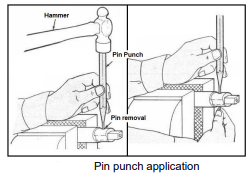 Hammer
Pin Punch
Pin removal
Pin punch application